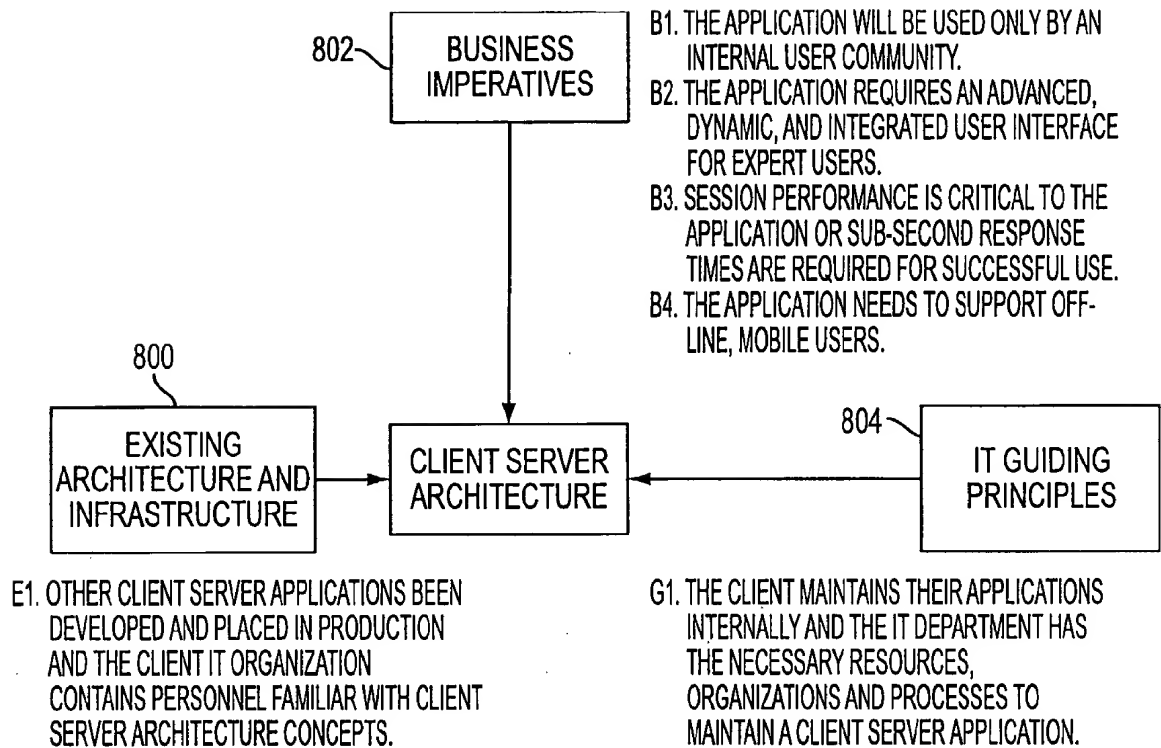 802
BUSINESS
IMPERATIVES
B1. THE APPLICATION WILL BE USED ONLY BY AN
INTERNAL USER COMMUNITY.
B2. THE APPLICATION REQUIRES AN ADVANCED,
DYNAMIC, AND INTEGRATED USER INTERFACE
FOR EXPERT USERS.
B3. SESSION PERFORMANCE IS CRITICAL TO THE
APPLICATION OR SUB-SECOND RESPONSE
TIMES ARE REQUIRED FOR SUCCESSFUL USE.
B4. THE APPLICATION NEEDS TO SUPPORT OFF-
LINE, MOBILE USERS.
800
EXISTING
ARCHITECTURE AND
INFRASTRUCTURE
CLIENT SERVER
ARCHITECTURE
804
IT GUIDING
PRINCIPLES
E1. OTHER CLIENT SERVER APPLICATIONS BEEN
DEVELOPED AND PLACED IN PRODUCTION
AND THE CLIENT IT ORGANIZATION
CONTAINS PERSONNEL FAMILIAR WITH CLIENT
SERVER ARCHITECTURE CONCEPTS.
G1. THE CLIENT MAINTAINS THEIR APPLICATIONS
INTERNALLY AND THE IT DEPARTMENT HAS
THE NECESSARY RESOURCES,
ORGANIZATIONS AND PROCESSES TO
MAINTAIN A CLIENT SERVER APPLICATION.